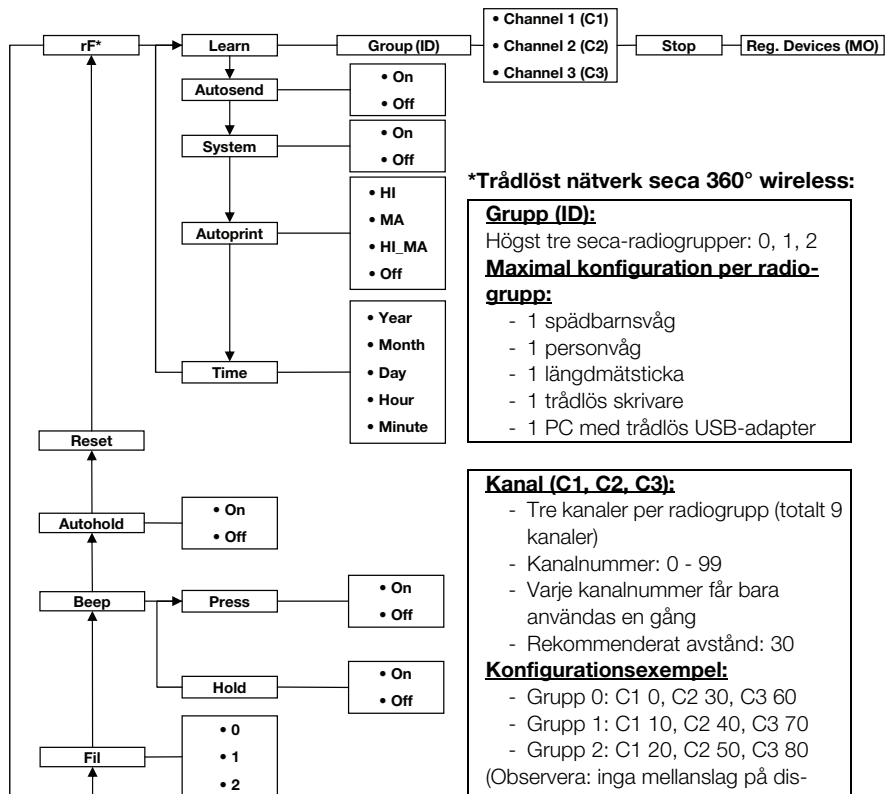 rF*
Learn
Group (ID)
• Channel 1 (C1)
• Channel 2 (C2)
• Channel 3 (C3)
Stop
Reg. Devices (MO)
Autosend
• On
• Off
System
• On
• Off
Autoprint
• HI
• MA
• HI_MA
• Off
Time
• Year
• Month
• Day
• Hour
• Minute
Reset
Autohold
• On
• Off
Beep
Press
• On
• Off
Hold
• On
• Off
Fil
• 0
• 1
• 2
*Trådlöst nätverk seca 360° wireless:
Grupp (ID):
Högst tre seca-radiogrupper: 0, 1, 2
Maximal konfiguration per radio-
grupp:
- 1 spädbarnsvåg
- 1 personvåg
- 1 längdmätsticka
- 1 trådlös skrivare
- 1 PC med trådlös USB-adapter
Kanal (C1, C2, C3):
- Tre kanaler per radiogrupp (totalt 9
kanaler)
- Kanalnummer: 0 - 99
- Varje kanalnummer får bara
användas en gång
- Rekommenderat avstånd: 30
Konfigurationsexempel:
- Grupp 0: C1 0, C2 30, C3 60
- Grupp 1: C1 10, C2 40, C3 70
- Grupp 2: C1 20, C2 50, C3 80
(Observera: inga mellanslag på dis-